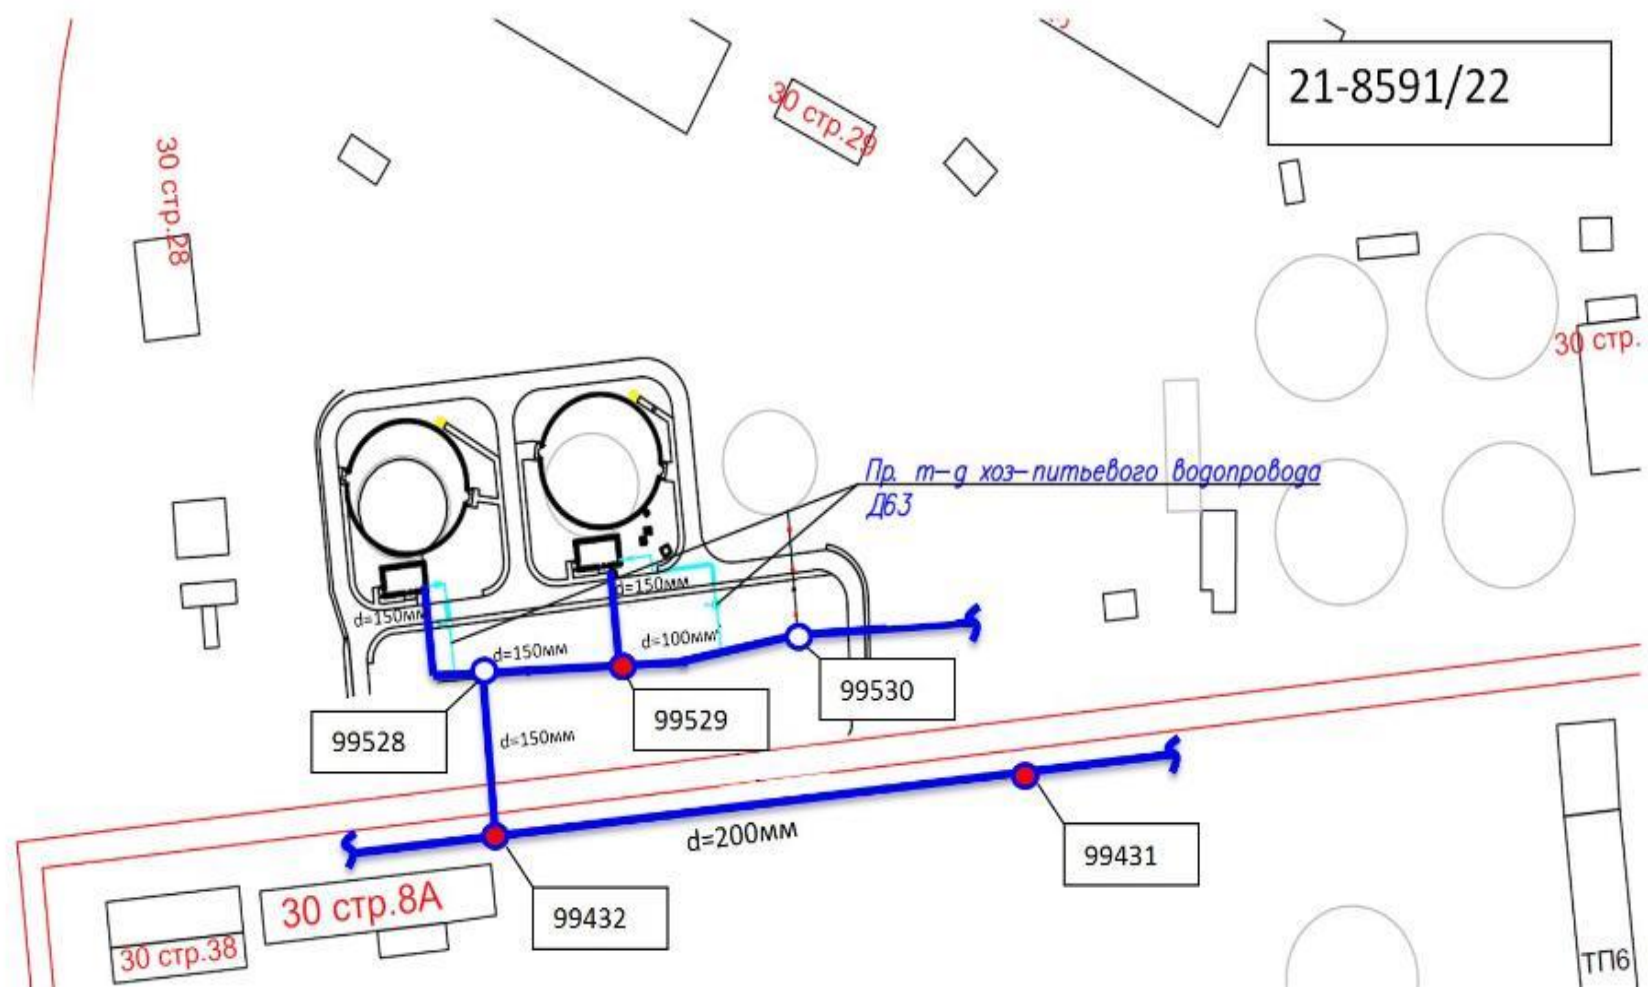 21-8591/22
30 стр.29
30 стр.28
30 стр.
Пр. т-д хоз-питьевого водопровода
Д63
d=150мм
d=150мм
d=100мм
d=150мм
99530
99529
99528
d=150мм
d=200мм
99431
30 стр.8А
99432
30 стр.38
ТП6